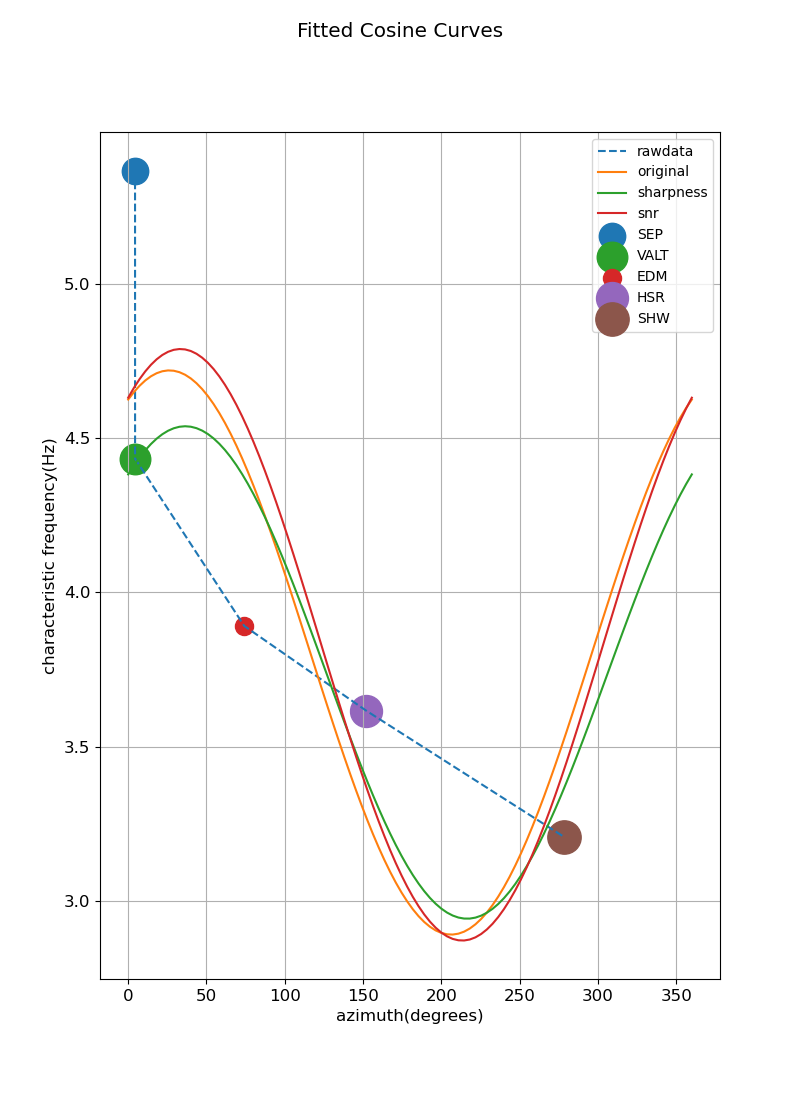 Fitted Cosine Curves
rawdata
original
sharpness
snr
SEP
VALT
EDM
HSR
SHW
characteristic frequency(Hz)
5.0
4.5
4.0
3.5
3.0
0 50 100 150 200 250 300 350
azimuth(degrees)